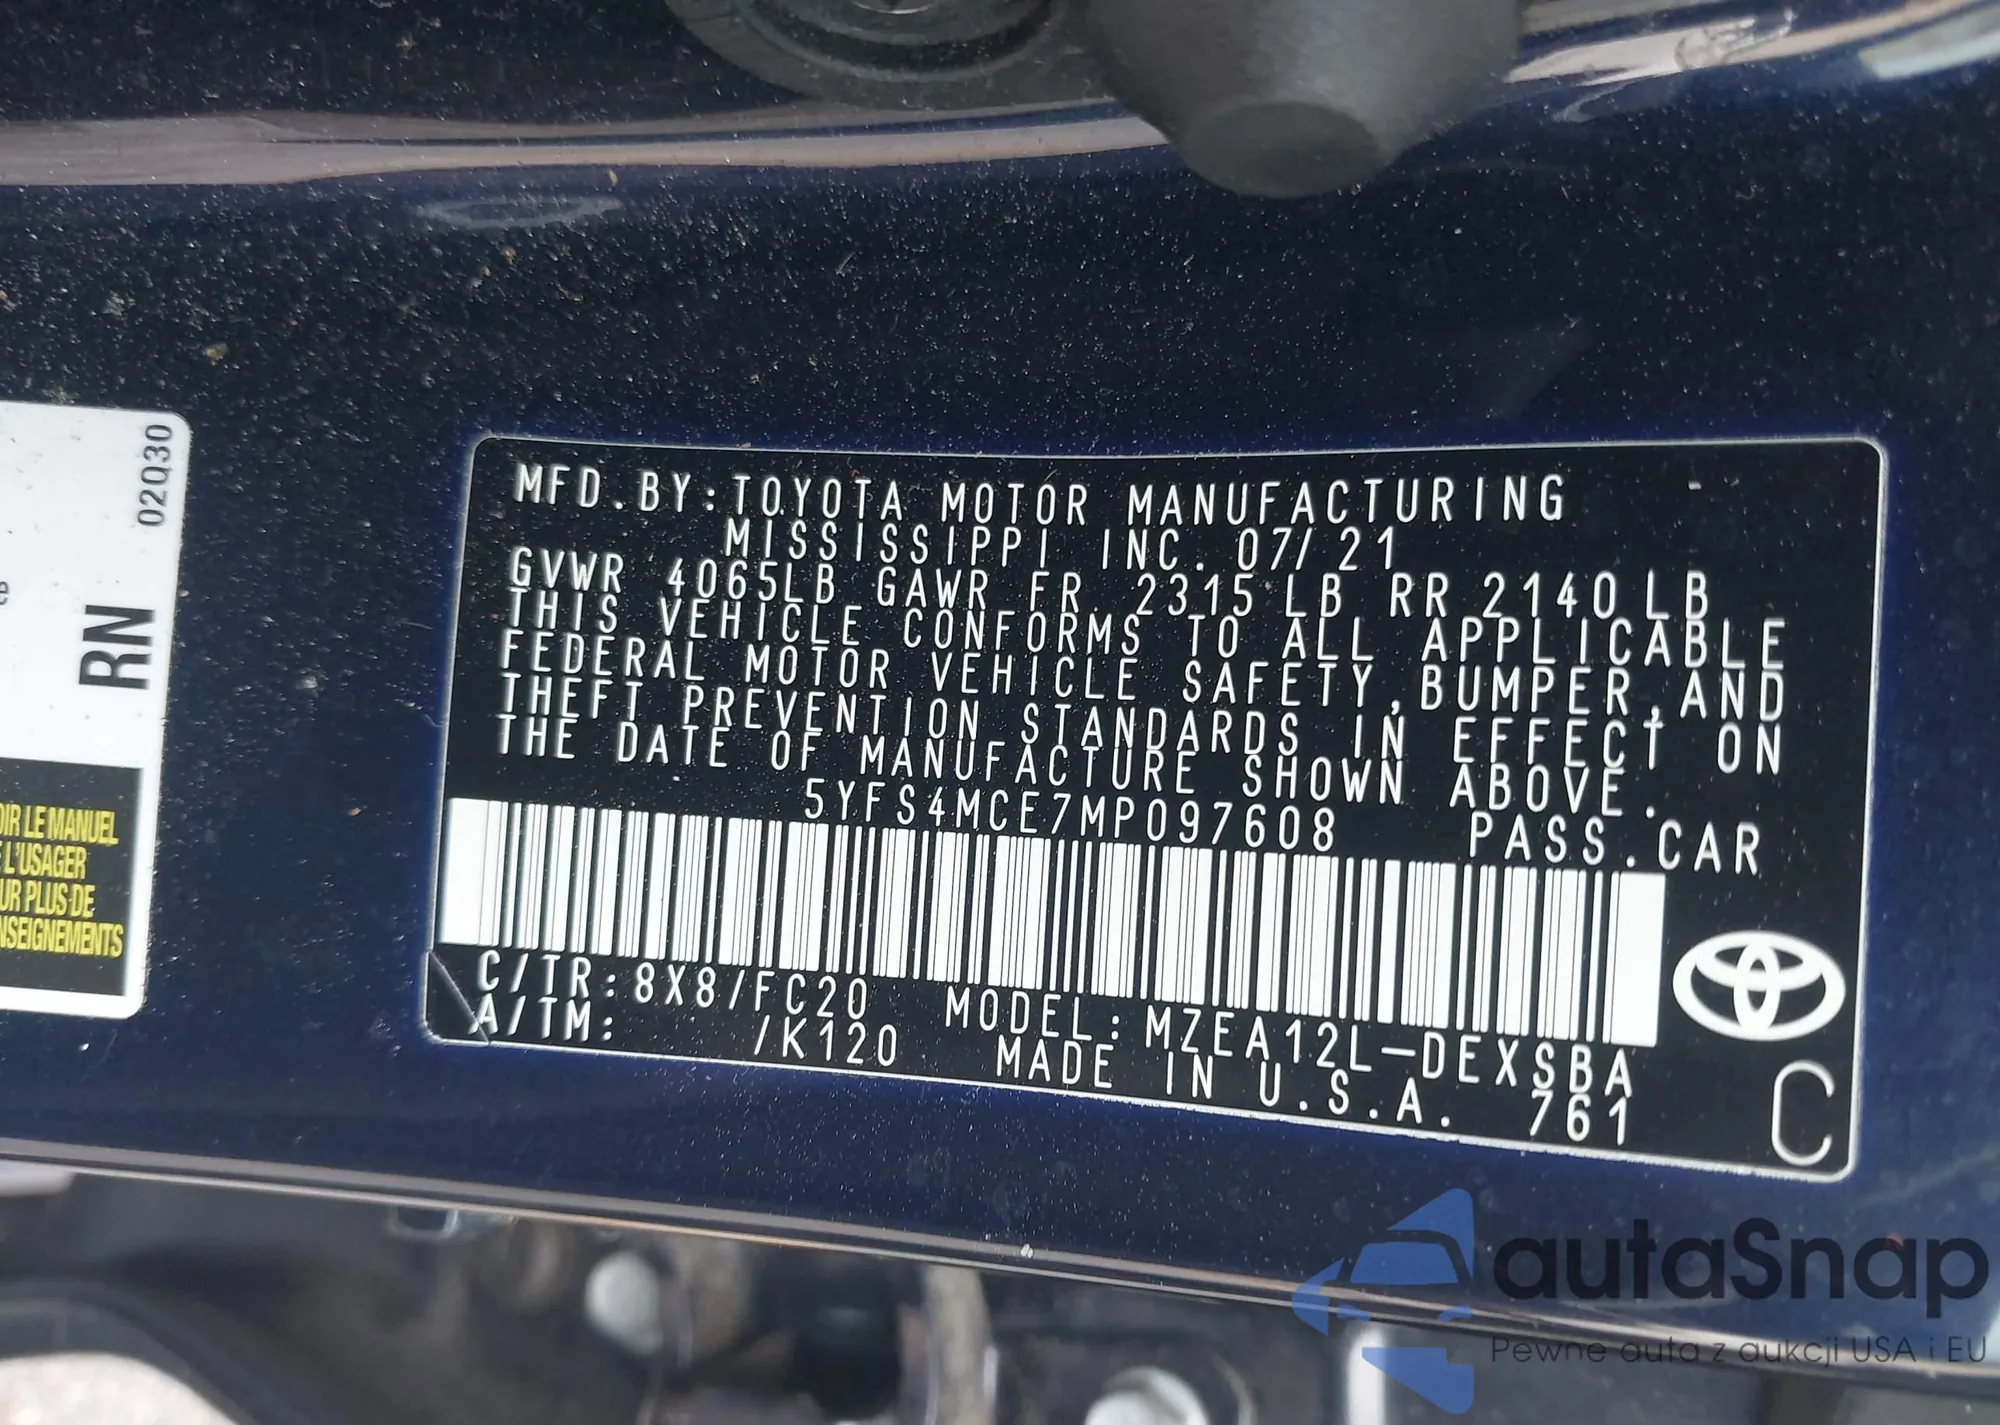 02Q30
RN
e
OIR LE MANUEL
L'USAGER
UR PLUS DE
NSEIGNEMENTS
MFD.BY:TOYOTA MOTOR MANUFACTURING
MISSISSIPPI INC. 07/21
GVWR 4065LB GAWR FR 2315LB RR 2140LB
THIS VEHICLE CONFORMS TO ALL APPLICABLE
FEDERAL MOTOR VEHICLE SAFETY,BUMPER,AND
THEFT PREVENTION STANDARDS IN EFFECT ON
THE DATE OF MANUFACTURE SHOWN ABOVE.
5YFS4MCE7MP097608 PASS.CAR
C/TR:8X8/FC20 MODEL:MZEA12L-DEXSBA
A/TM: /K120 MADE IN U.S.A. 761
C
autaSnap
Pewne auta z aukcji USA i EU